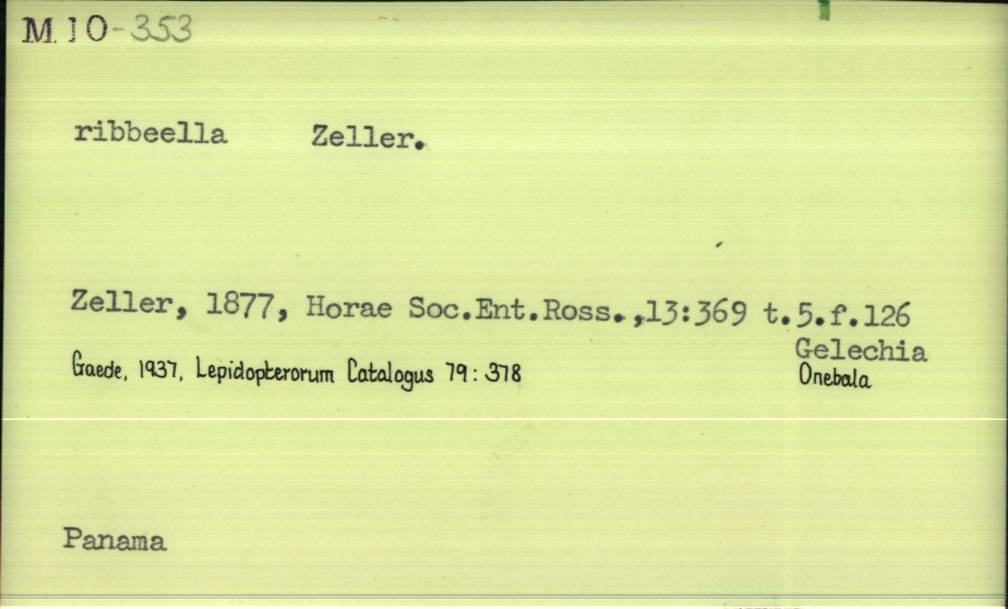 M. 10-353
ribbeella Zeller.
Zeller, 1877, Horae Soc.Ent.Ross.,13:369 t.5.f.126
Gelechia
Gaede, 1937, Lepidopterorum Catalogus 79: 378 Onebala
Panama